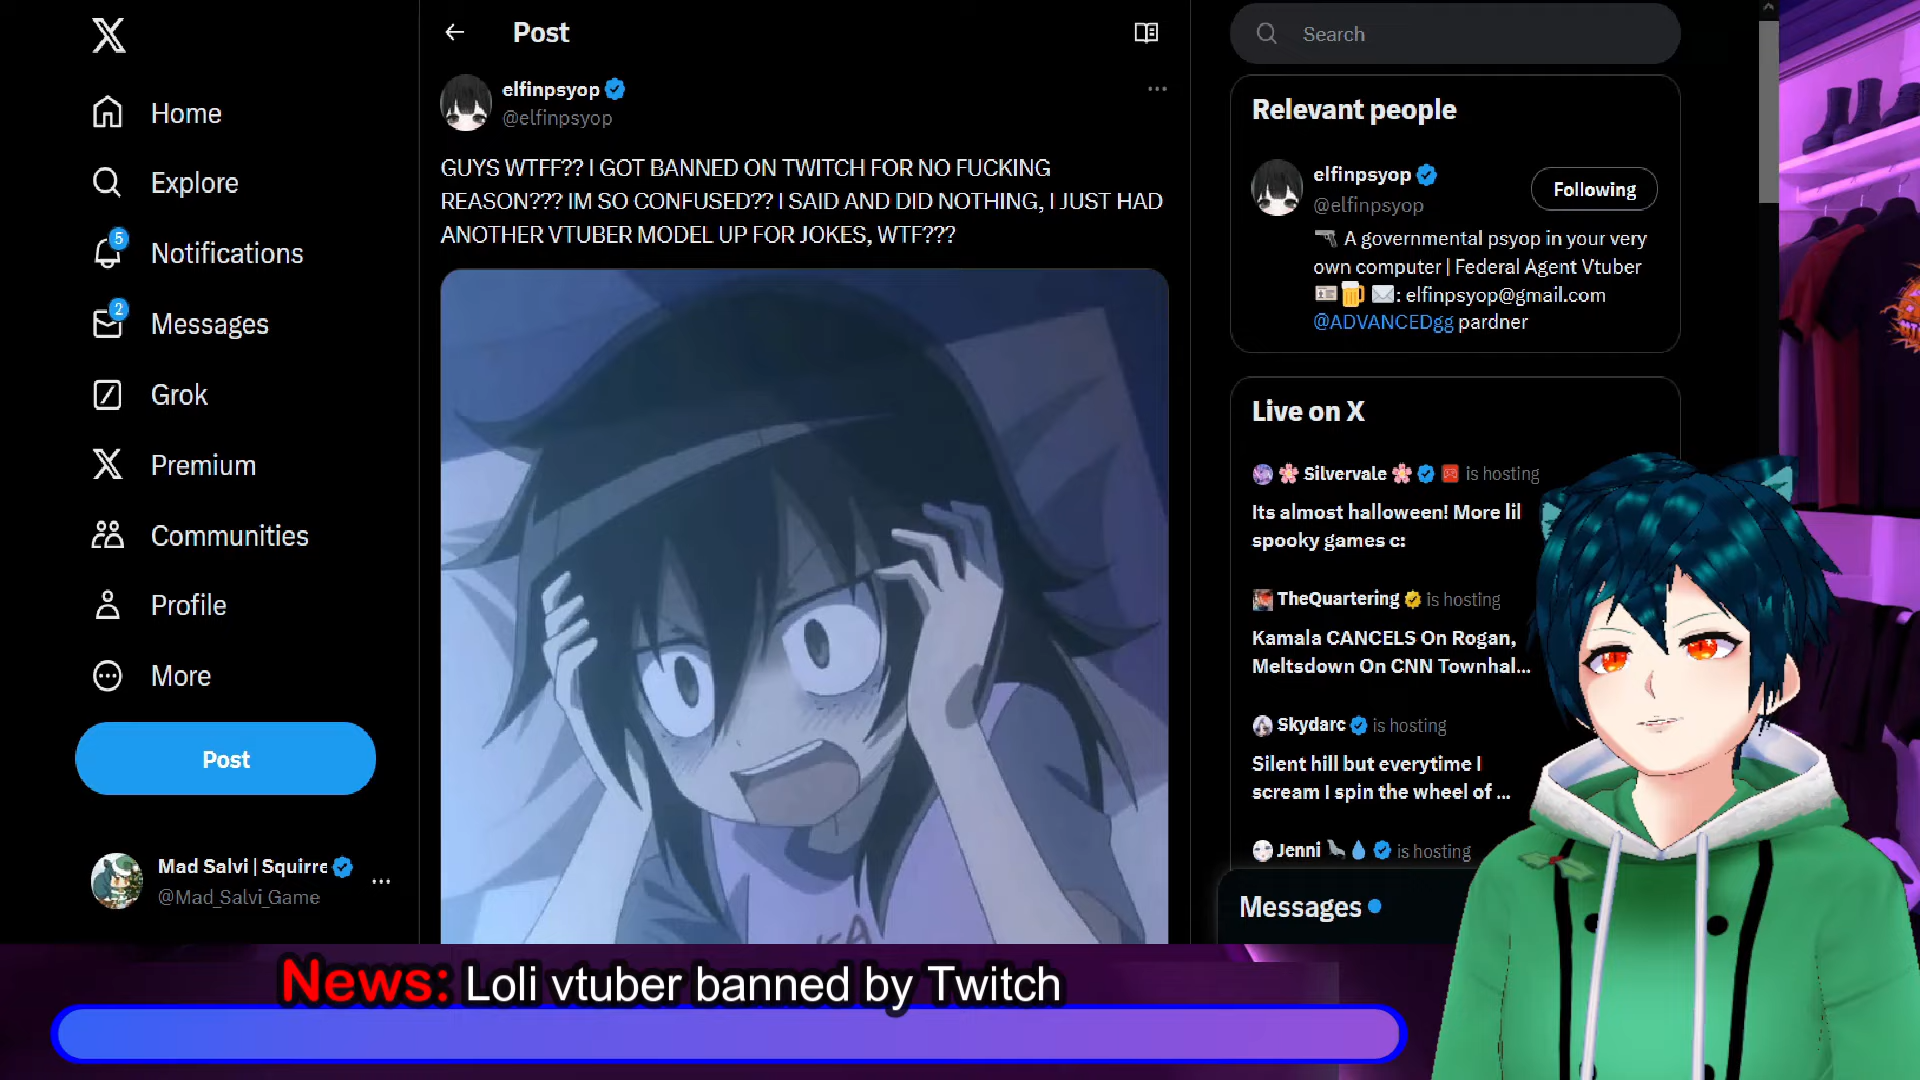 Home
Explore
5
Notifications
2
Messages
Grok
Premium
Communities
Profile
More
Post
Mad Salvi | Squirre
@Mad_Salvi_Game
Post
elfinpsyop
@elfinpsyop
GUYS WTFF?? I GOT BANNED ON TWITCH FOR NO FUCKING
REASON??? IM SO CONFUSED?? I SAID AND DID NOTHING, I JUST HAD
ANOTHER VTUBER MODEL UP FOR JOKES, WTF???
Search
Relevant people
elfinpsyop
@elfinpsyop
Following
A governmental psyop in your very
own computer | Federal Agent Vtuber
: elfinpsyop@gmail.com
@ADVANCEDgg pardner
Live on X
Silvervale is hosting
Its almost halloween! More lil
spooky games c:
TheQuartering is hosting
Kamala CANCELS On Rogan,
Meltsdown On CNN Townhal...
Skydarc is hosting
Silent hill but everytime I
scream I spin the wheel of ...
Jenni is hosting
Messages
News: Loli vtuber banned by Twitch